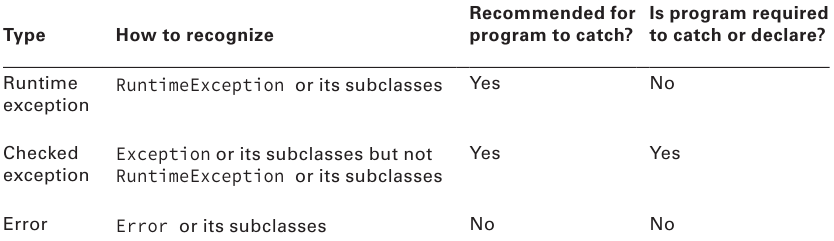 Type How to recognize Recommended for program to catch? Is program required to catch or declare?
Runtime exception RuntimeException or its subclasses Yes No
Checked exception Exception or its subclasses but not RuntimeException or its subclasses Yes Yes
Error Error or its subclasses No No